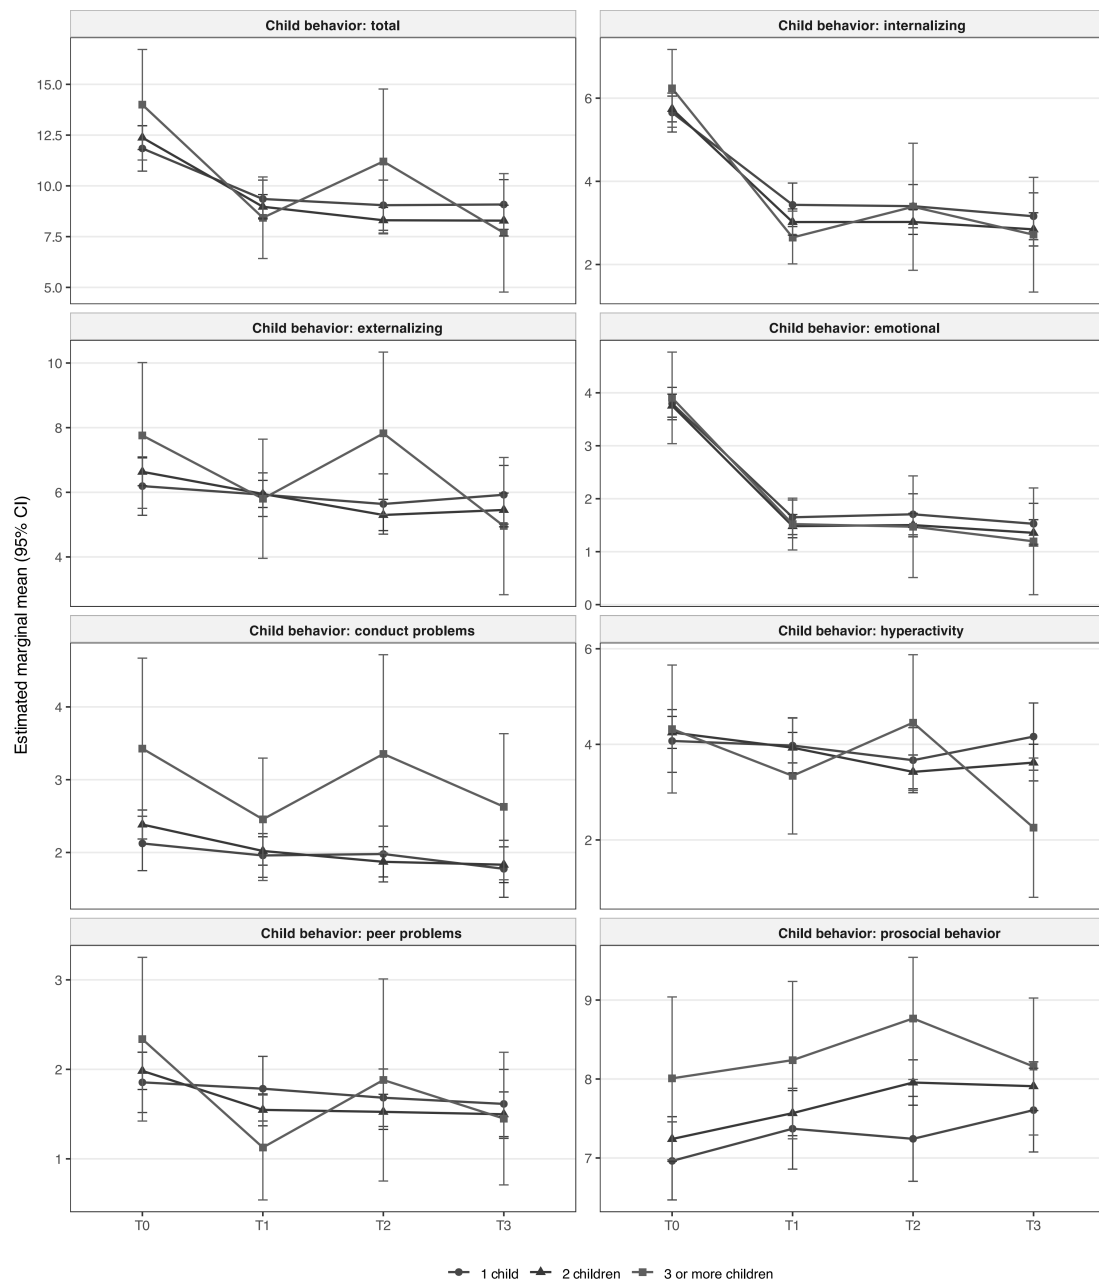 Child behavior: total
Child behavior: internalizing
15.0
12.5
10.0
7.5
5.0
6
4
2
Child behavior: externalizing
Child behavior: emotional
10
8
6
4
4
3
2
1
0
Estimated marginal mean (95% CI)
Child behavior: conduct problems
Child behavior: hyperactivity
4
3
2
6
4
2
Child behavior: peer problems
Child behavior: prosocial behavior
3
2
1
9
8
7
T0 T1 T2 T3
T0 T1 T2 T3
1 child 2 children 3 or more children